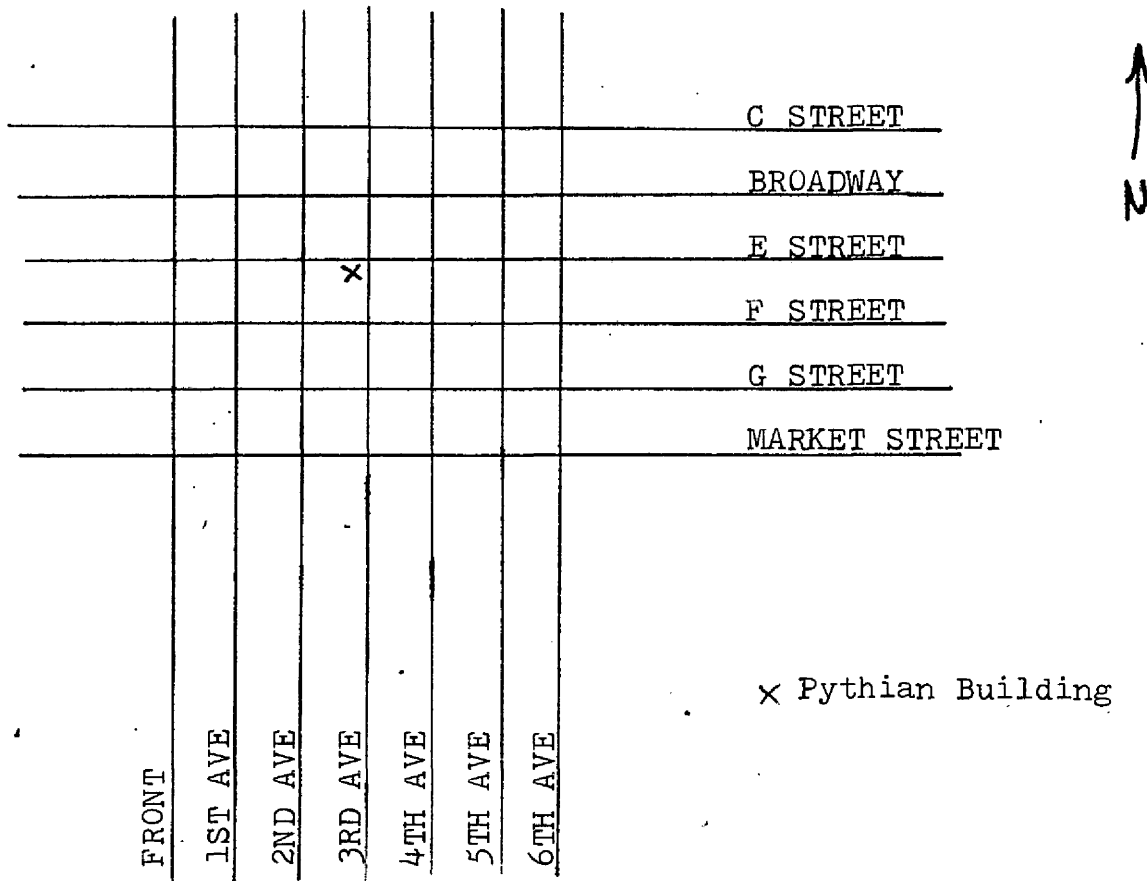 C STREET
BROADWAY
N
E STREET
F STREET
G STREET
MARKET STREET
x Pythian Building
FRONT
1ST AVE
2ND AVE
3RD AVE
4TH AVE
5TH AVE
6TH AVE